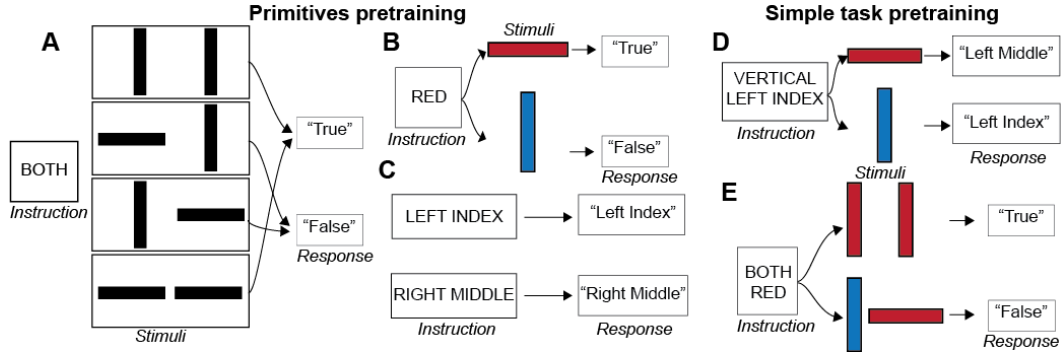 Primitives pretraining
Simple task pretraining
A
BOTH
Instruction
"True"
"False"
Response
Stimuli
B
Stimuli
RED
Instruction
"True"
"False"
Response
C
LEFT INDEX
"Left Index"
RIGHT MIDDLE
"Right Middle"
Instruction
Response
D
VERTICAL
LEFT INDEX
Instruction
"Left Middle"
"Left Index"
Response
Stimuli
E
BOTH
RED
Instruction
"True"
"False"
Response